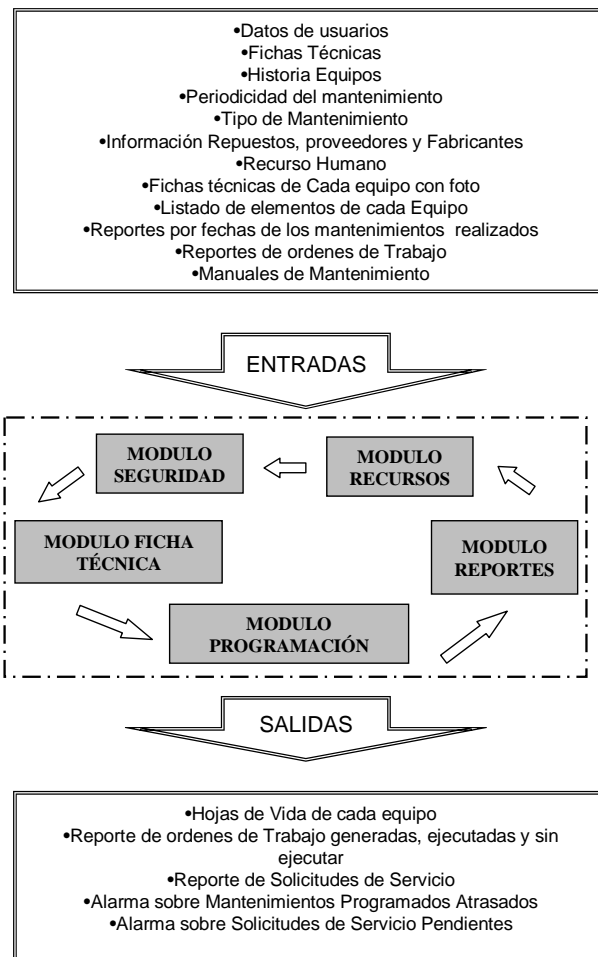 •Datos de usuarios
•Fichas Técnicas
•Historia Equipos
•Periodicidad del mantenimiento
•Tipo de Mantenimiento
•Información Repuestos, proveedores y Fabricantes
•Recurso Humano
•Fichas técnicas de Cada equipo con foto
•Listado de elementos de cada Equipo
•Reportes por fechas de los mantenimientos realizados
•Reportes de ordenes de Trabajo
•Manuales de Mantenimiento
ENTRADAS
MODULO
SEGURIDAD
MODULO
RECURSOS
MODULO FICHA
TÉCNICA
MODULO
REPORTES
MODULO
PROGRAMACIÓN
SALIDAS
•Hojas de Vida de cada equipo
•Reporte de ordenes de Trabajo generadas, ejecutadas y sin
ejecutar
•Reporte de Solicitudes de Servicio
•Alarma sobre Mantenimientos Programados Atrasados
•Alarma sobre Solicitudes de Servicio Pendientes